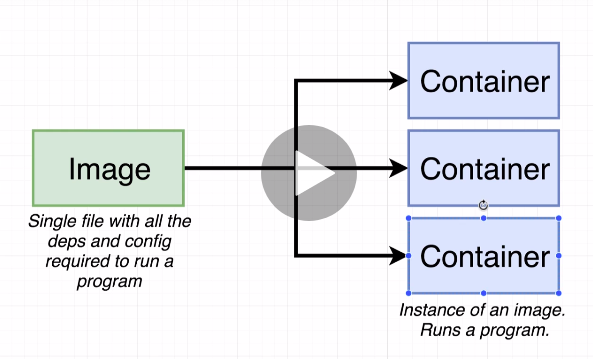 Image
Single file with all the
deps and config
required to run a
program
Container
Container
Container
Instance of an image.
Runs a program.